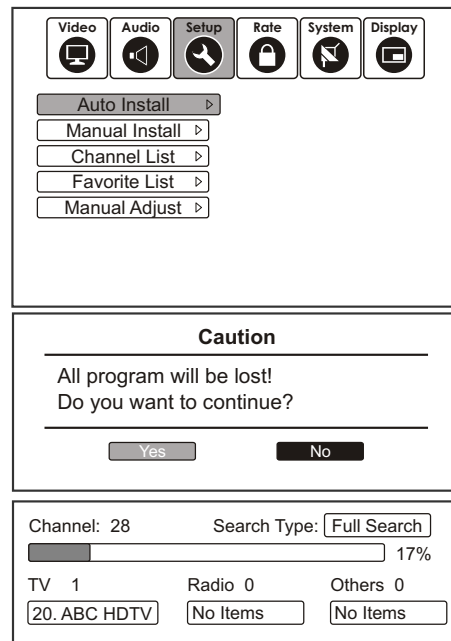 Video Audio Setup Rate System Display
Auto Install
Manual Install
Channel List
Favorite List
Manual Adjust
Caution
All program will be lost!
Do you want to continue?
Yes No
Channel: 28 Search Type: Full Search
17%
TV 1 Radio 0 Others 0
20. ABC HDTV No Items No Items